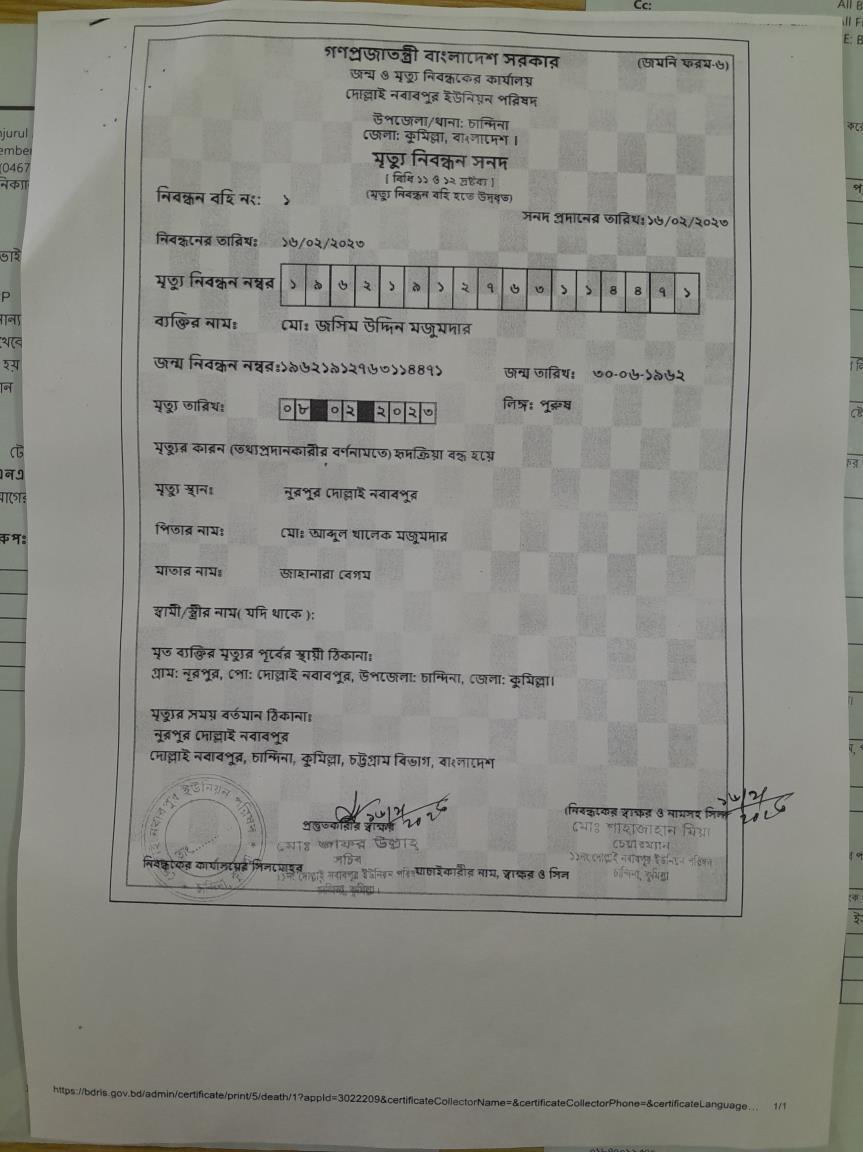 Cc:
গণপ্রজাতন্ত্রী বাংলাদেশ সরকার
(জমনি ফরম-৬)
জন্ম ও মৃত্যু নিবন্ধকের কার্যালয়
দোল্লাই নবাবপুর ইউনিয়ন পরিষদ
উপজেলা/থানা: চান্দিনা
জেলা: কুমিল্লা, বাংলাদেশ ।
মৃত্যু নিবন্ধন সনদ
[ বিধি ১১ ও ১২ দ্রষ্টব্য ]
(মৃত্যু নিবন্ধন বহি হতে উদ্ধৃত)
নিবন্ধন বহি নং: ১
সনদ প্রদানের তারিখ: ১৬/০২/২০২৩
নিবন্ধনের তারিখ: ১৬/০২/২০২৩
মৃত্যু নিবন্ধন নম্বর ১ ৯ ৬ ২ ১ ৯ ১ ২ ৭ ৬ ৩ ১ ১ ৪ ৪ ৭ ১
ব্যক্তির নাম: মো: জসিম উদ্দিন মজুমদার
জন্ম নিবন্ধন নম্বর:১৯৬২১৯১২৭৬৩১১৪৪৭১ জন্ম তারিখ: ৩০-০৬-১৯৬২
মৃত্যু তারিখ: ০৮ ০২ ২০২৩ লিঙ্গ: পুরুষ
মৃত্যুর কারন (তথ্যপ্রদানকারীর বর্ণনামতে) হৃদক্রিয়া বন্ধ হয়ে
মৃত্যু স্থান: নুরপুর দোল্লাই নবাবপুর
পিতার নাম: মো: আব্দুল খালেক মজুমদার
মাতার নাম: জাহানারা বেগম
স্বামী/স্ত্রীর নাম( যদি থাকে ):
মৃত ব্যক্তির মৃত্যুর পূর্বের স্থায়ী ঠিকানা:
গ্রাম: নূরপুর, পো: দোল্লাই নবাবপুর, উপজেলা: চান্দিনা, জেলা: কুমিল্লা।
মৃত্যুর সময় বর্তমান ঠিকানা:
নুরপুর দোল্লাই নবাবপুর
দোল্লাই নবাবপুর, চান্দিনা, কুমিল্লা, চট্টগ্রাম বিভাগ, বাংলাদেশ
প্রস্তুতকারীর স্বাক্ষর
(নিবন্ধকের স্বাক্ষর ও নামসহ সিল
মোঃ শাহাজাহান মিয়া
চেয়ারম্যান
১১নং দোল্লাই নবাবপুর ইউনিয়ন পরিষদ
চান্দিনা, কুমিল্লা
সচিব
নিবন্ধকের কার্যালয়ের সিলমোহর
যাচাইকারীর নাম, স্বাক্ষর ও সিল
চান্দিনা, কুমিল্লা।
https://bdris.gov.bd/admin/certificate/print/5/death/1?appId=3022209&certificateCollectorName=&certificateCollectorPhone=&certificateLanguage... 1/1